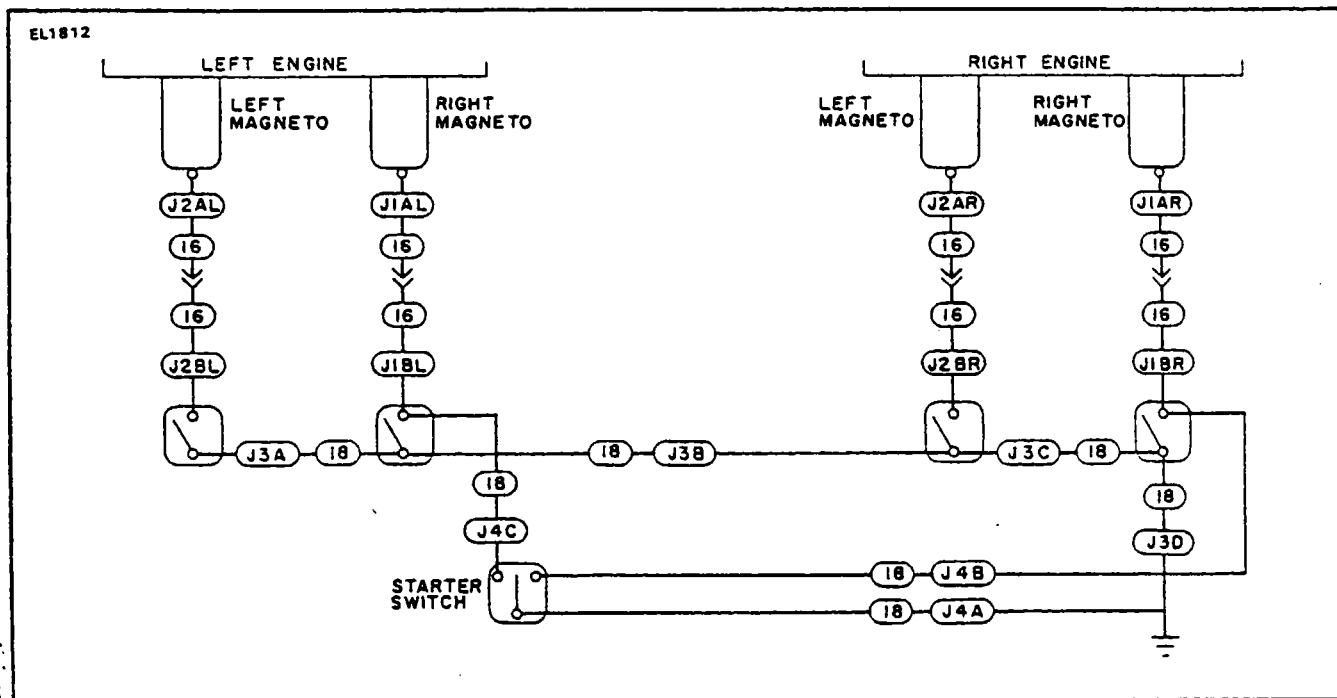 EL1812
LEFT ENGINE
RIGHT ENGINE
LEFT MAGNETO
RIGHT MAGNETO
LEFT MAGNETO
RIGHT MAGNETO
J2AL
J1AL
J2AR
J1AR
16
16
16
16
16
16
16
16
J2BL
J1BL
J2BR
J1BR
J3A
18
18
J3B
J3C
18
18
18
J4C
J3D
STARTER SWITCH
18
J4B
18
J4A